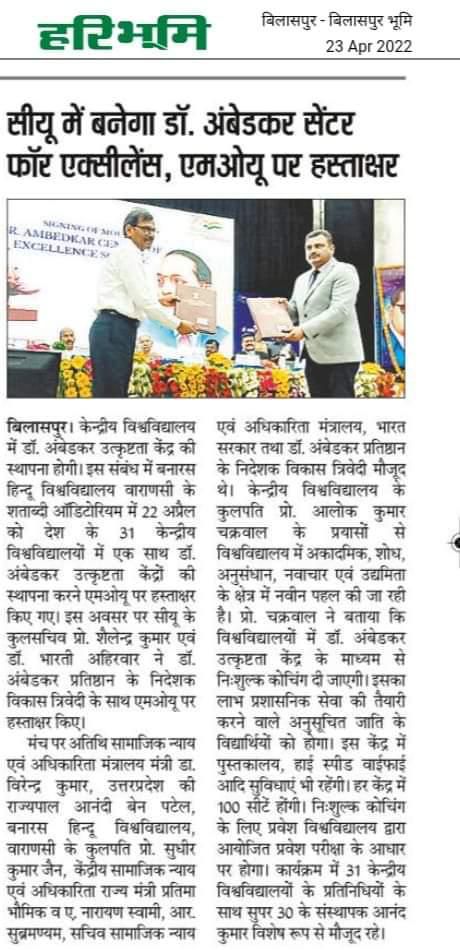 हरिभूमि
बिलासपुर - बिलासपुर भूमि
23 Apr 2022
सीयू में बनेगा डॉ. अंबेडकर सेंटर
फॉर एक्सीलेंस, एमओयू पर हस्ताक्षर
SIGNING OF MO
R. AMBEDKAR CEN OF
EXCELLENCE S
बिलासपुर। केन्द्रीय विश्वविद्यालय
में डॉ. अंबेडकर उत्कृष्टता केंद्र की
स्थापना होगी। इस संबंध में बनारस
हिन्दू विश्वविद्यालय वाराणसी के
शताब्दी ऑडिटोरियम में 22 अप्रैल
को देश के 31 केन्द्रीय
विश्वविद्यालयों में एक साथ डॉ.
अंबेडकर उत्कृष्टता केंद्रों की
स्थापना करने एमओयू पर हस्ताक्षर
किए गए। इस अवसर पर सीयू के
कुलसचिव प्रो. शैलेन्द्र कुमार एवं
डॉ. भारती अहिरवार ने डॉ.
अंबेडकर प्रतिष्ठान के निदेशक
विकास त्रिवेदी के साथ एमओयू पर
हस्ताक्षर किए।
मंच पर अतिथि सामाजिक न्याय
एवं अधिकारिता मंत्रालय मंत्री डा.
विरेन्द्र कुमार, उत्तरप्रदेश की
राज्यपाल आनंदी बेन पटेल,
बनारस हिन्दू विश्वविद्यालय,
वाराणसी के कुलपति प्रो. सुधीर
कुमार जैन, केंद्रीय सामाजिक न्याय
एवं अधिकारिता राज्य मंत्री प्रतिमा
भौमिक व ए. नारायण स्वामी, आर.
सुब्रमण्यम, सचिव सामाजिक न्याय
एवं अधिकारिता मंत्रालय, भारत
सरकार तथा डॉ. अंबेडकर प्रतिष्ठान
के निदेशक विकास त्रिवेदी मौजूद
थे। केन्द्रीय विश्वविद्यालय के
कुलपति प्रो. आलोक कुमार
चक्रवाल के प्रयासों से
विश्वविद्यालय में अकादमिक, शोध,
अनुसंधान, नवाचार एवं उद्यमिता
के क्षेत्र में नवीन पहल की जा रही
है। प्रो. चक्रवाल ने बताया कि
विश्वविद्यालयों में डॉ. अंबेडकर
उत्कृष्टता केंद्र के माध्यम से
निःशुल्क कोचिंग दी जाएगी। इसका
लाभ प्रशासनिक सेवा की तैयारी
करने वाले अनुसूचित जाति के
विद्यार्थियों को होगा। इस केंद्र में
पुस्तकालय, हाई स्पीड वाईफाई
आदि सुविधाएं भी रहेंगी। हर केंद्र में
100 सीटें होंगी। निःशुल्क कोचिंग
के लिए प्रवेश विश्वविद्यालय द्वारा
आयोजित प्रवेश परीक्षा के आधार
पर होगा। कार्यक्रम में 31 केन्द्रीय
विश्वविद्यालयों के प्रतिनिधियों के
साथ सुपर 30 के संस्थापक आनंद
कुमार विशेष रूप से मौजूद रहे।